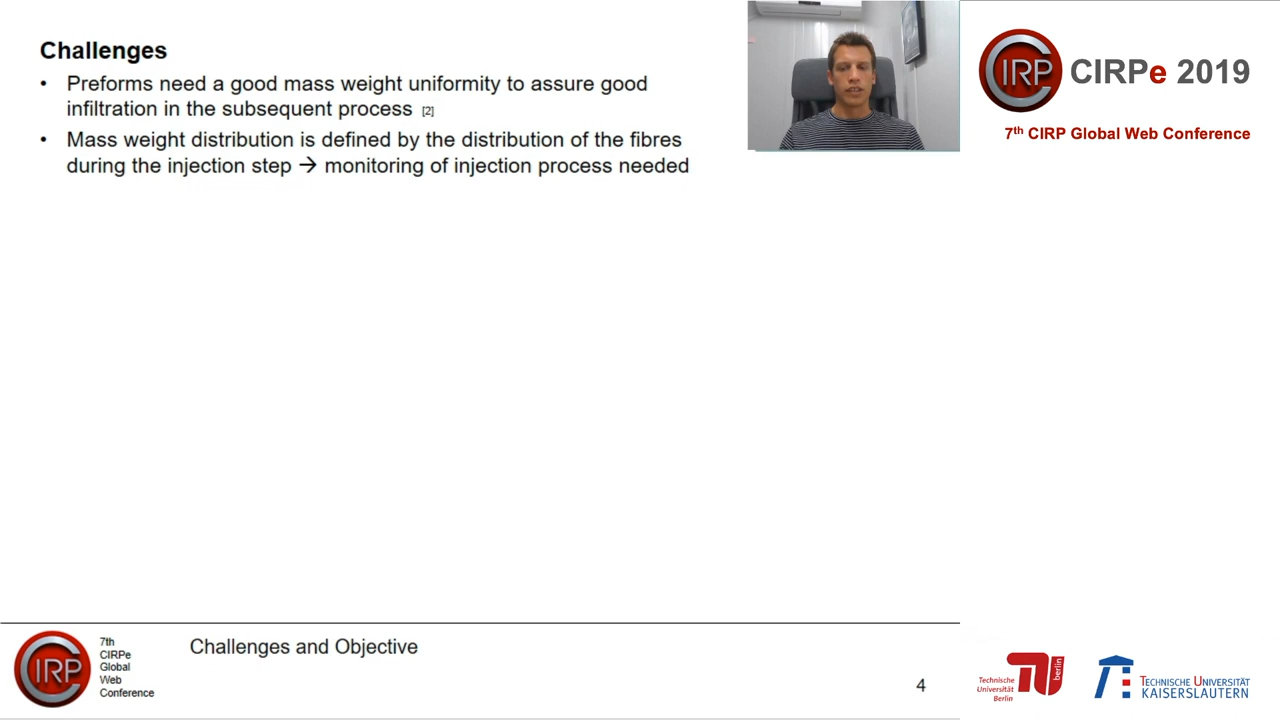 Challenges
• Preforms need a good mass weight uniformity to assure good
infiltration in the subsequent process [2]
• Mass weight distribution is defined by the distribution of the fibres
during the injection step → monitoring of injection process needed
CIRP
CIRPe 2019
7th CIRP Global Web Conference
CIRP
7th
CIRPe
Global
Web
Conference
Challenges and Objective
4
Technische
Universität
Berlin
berlin
TECHNISCHE UNIVERSITÄT
KAISERSLAUTERN